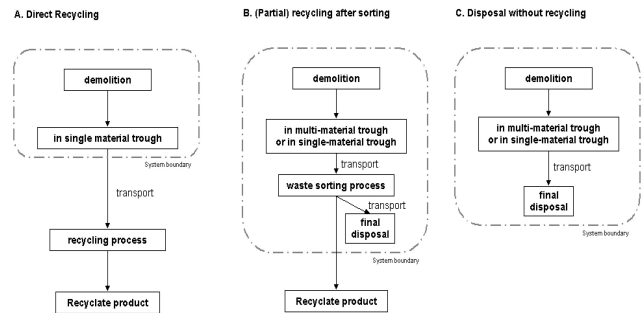 A. Direct Recycling
demolition
in single material trough
System boundary
transport
recycling process
Recyclate product
B. (Partial) recycling after sorting
demolition
in multi-material trough
or in single-material trough
transport
waste sorting process
transport
final
disposal
System boundary
Recyclate product
C. Disposal without recycling
demolition
in multi-material trough
or in single-material trough
transport
final
disposal
System boundary